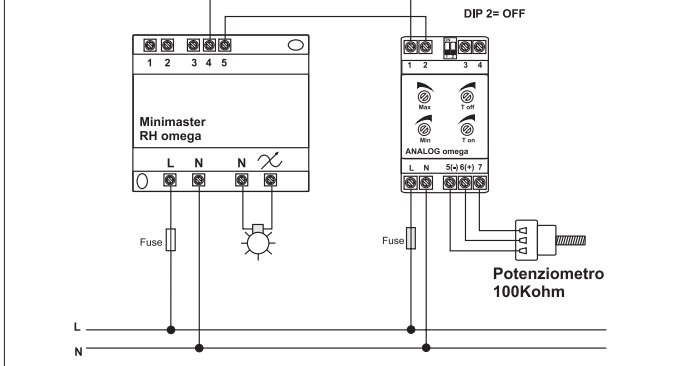 DIP 2= OFF
1 2 3 4 5
1 2 3 4
Max T off
Minimaster
RH omega
Min T on
ANALOG omega
L N N
L N 5(-) 6(+) 7
Fuse
Fuse
Potenziometro
100Kohm
L
N